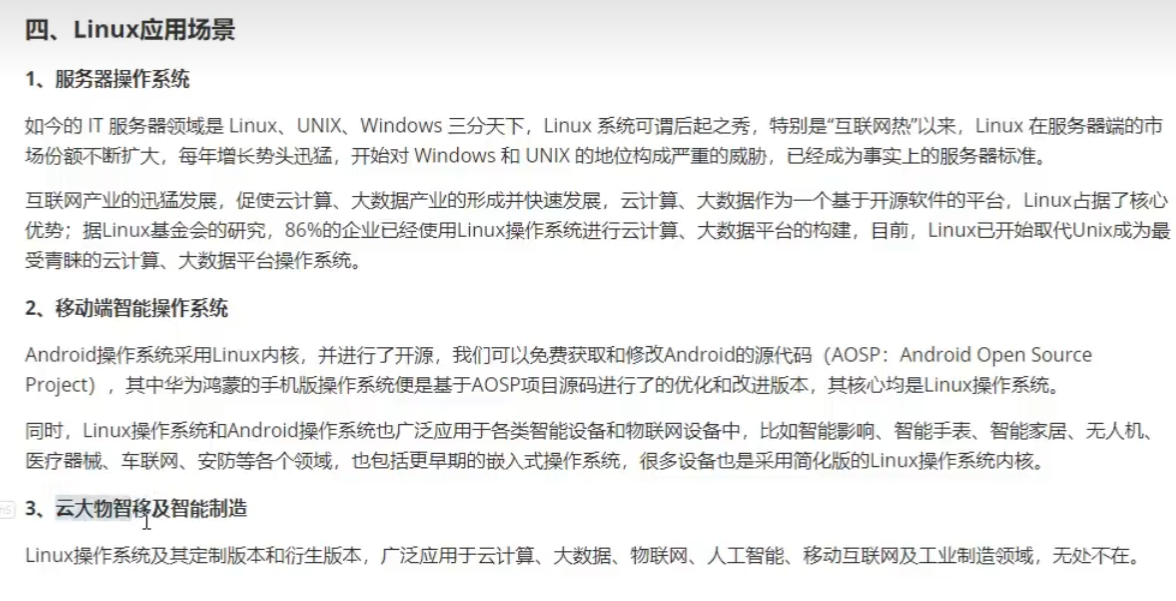 四、Linux应用场景
1、服务器操作系统
如今的 IT 服务器领域是 Linux、UNIX、Windows 三分天下，Linux 系统可谓后起之秀，特别是“互联网热”以来，Linux 在服务器端的市
场份额不断扩大，每年增长势头迅猛，开始对 Windows 和 UNIX 的地位构成严重的威胁，已经成为事实上的服务器标准。
互联网产业的迅猛发展，促使云计算、大数据产业的形成并快速发展，云计算、大数据作为一个基于开源软件的平台，Linux占据了核心
优势；据Linux基金会的研究，86%的企业已经使用Linux操作系统进行云计算、大数据平台的构建，目前，Linux已开始取代Unix成为最
受青睐的云计算、大数据平台操作系统。
2、移动端智能操作系统
Android操作系统采用Linux内核，并进行了开源，我们可以免费获取和修改Android的源代码（AOSP：Android Open Source
Project），其中华为鸿蒙的手机版操作系统便是基于AOSP项目源码进行了的优化和改进版本，其核心均是Linux操作系统。
同时，Linux操作系统和Android操作系统也广泛应用于各类智能设备和物联网设备中，比如智能影响、智能手表、智能家居、无人机、
医疗器械、车联网、安防等各个领域，也包括更早期的嵌入式操作系统，很多设备也是采用简化版的Linux操作系统内核。
3、云大物智移及智能制造
Linux操作系统及其定制版本和衍生版本，广泛应用于云计算、大数据、物联网、人工智能、移动互联网及工业制造领域，无处不在。